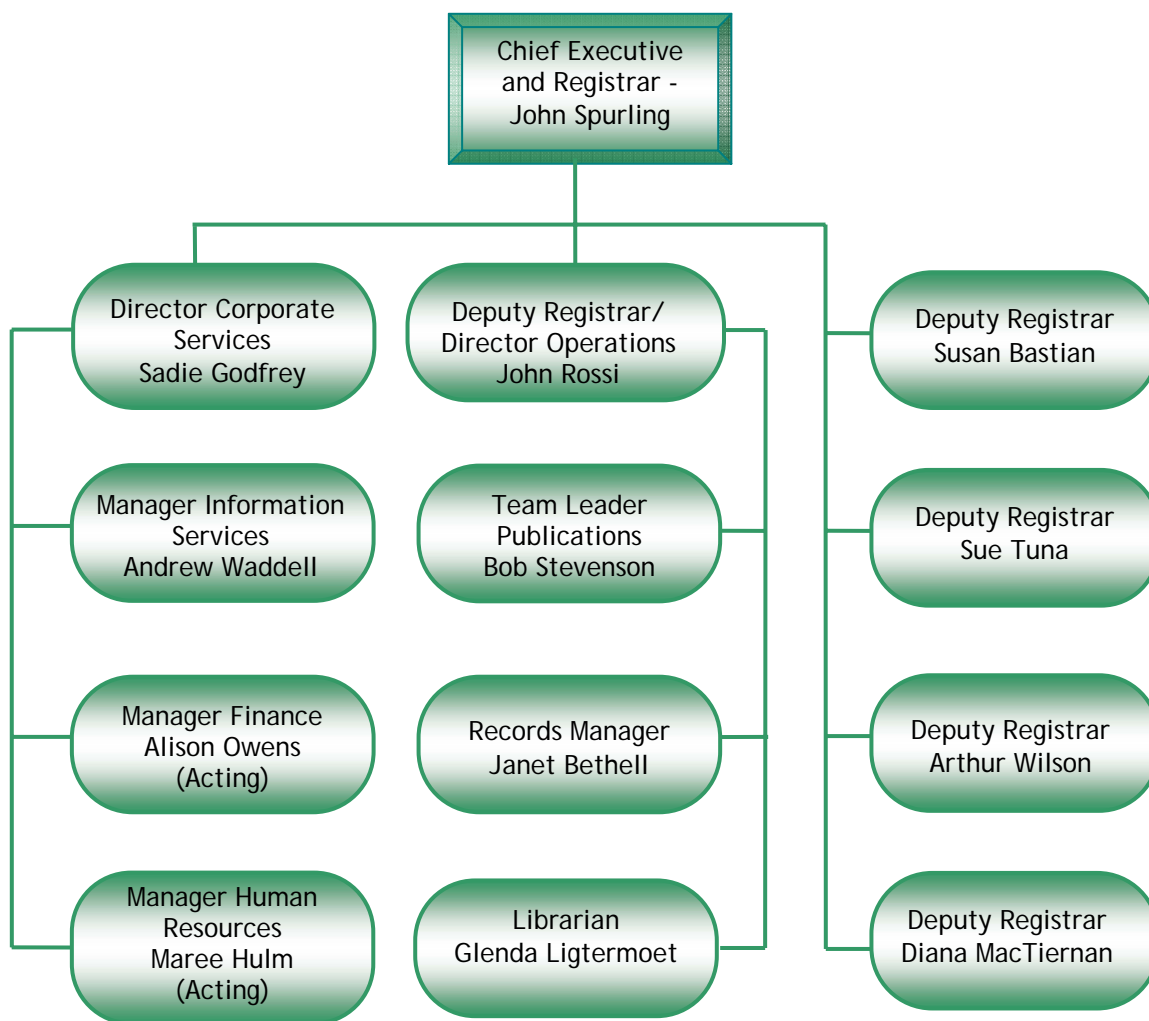 Chief Executive
and Registrar -
John Spurling
Director Corporate
Services
Sadie Godfrey
Deputy Registrar/
Director Operations
John Rossi
Deputy Registrar
Susan Bastian
Manager Information
Services
Andrew Waddell
Team Leader
Publications
Bob Stevenson
Deputy Registrar
Sue Tuna
Manager Finance
Alison Owens
(Acting)
Records Manager
Janet Bethell
Deputy Registrar
Arthur Wilson
Manager Human
Resources
Maree Hulm
(Acting)
Librarian
Glenda Ligtermoet
Deputy Registrar
Diana MacTiernan